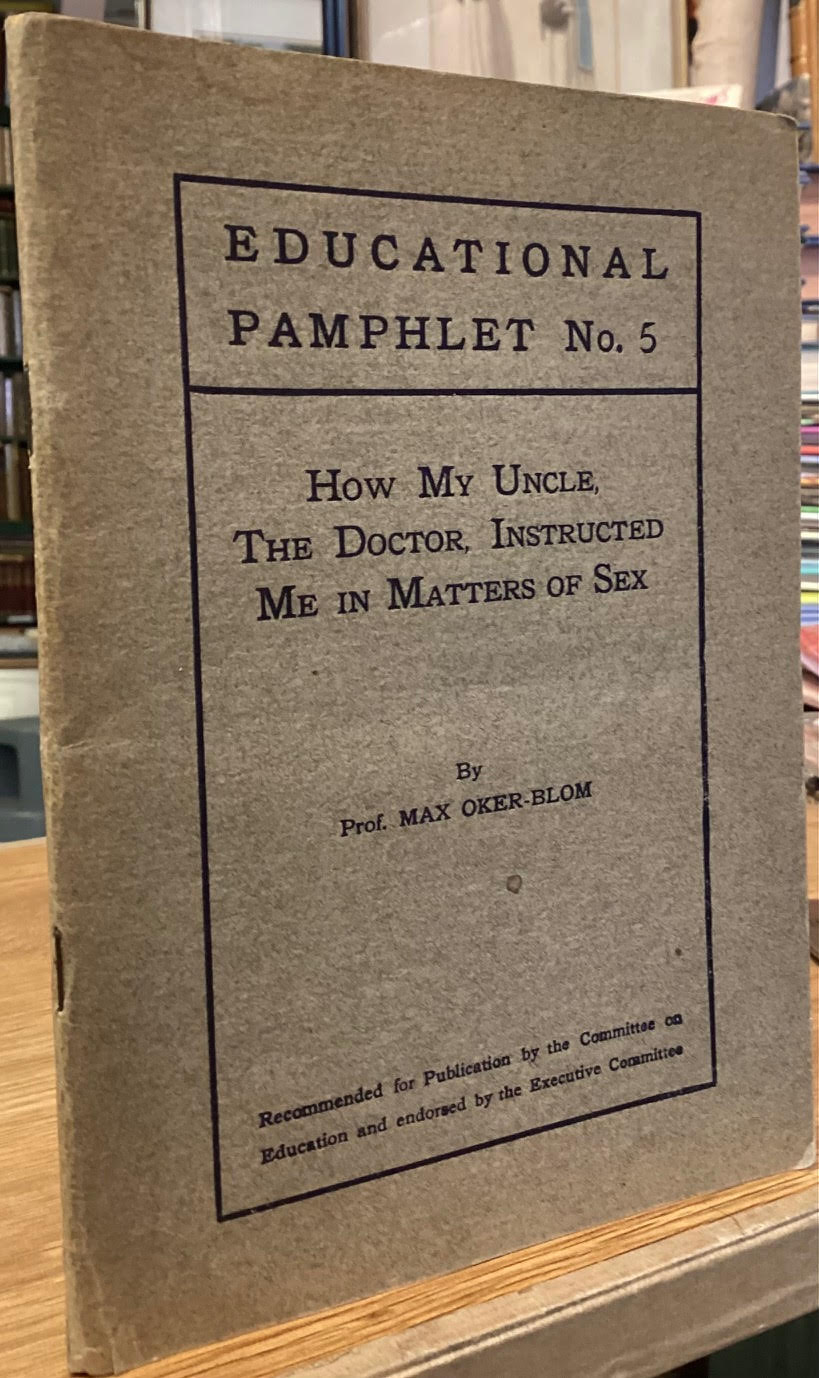 EDUCATIONAL
PAMPHLET No. 5
HOW MY UNCLE,
THE DOCTOR, INSTRUCTED
ME IN MATTERS OF SEX
By
Prof. MAX OKER-BLOM
Recommended for Publication by the Committee on
Education and endorsed by the Executive Committee